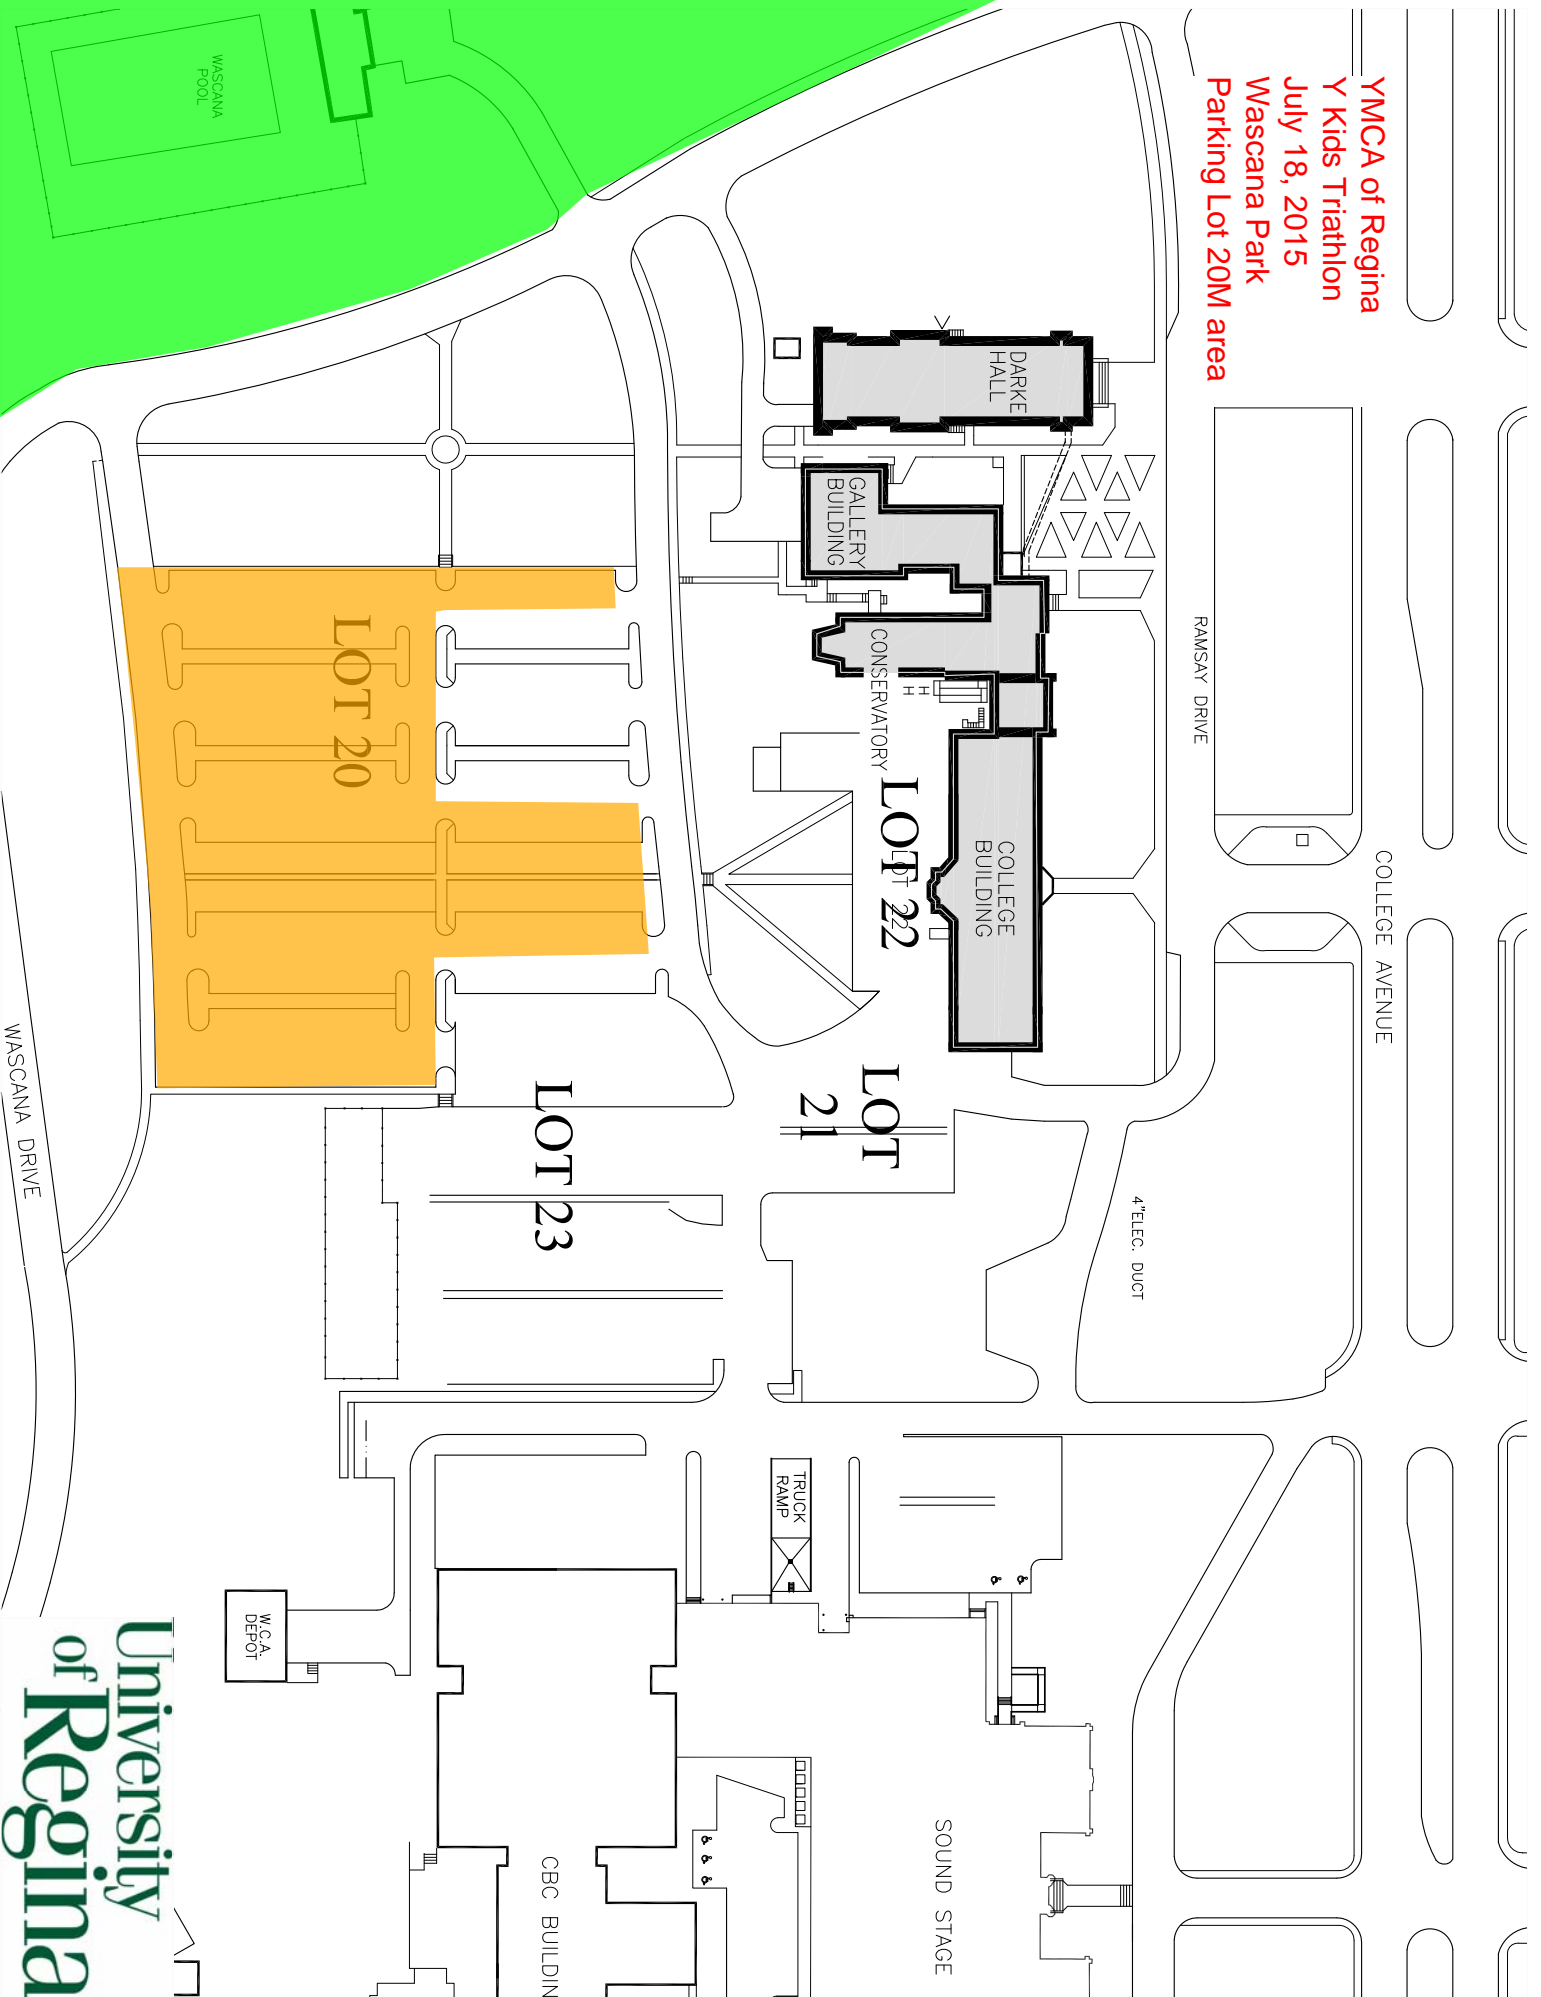 YMCA of Regina
Y Kids Triathlon
July 18, 2015
Wascana Park
Parking Lot 20M area
COLLEGE AVENUE
RAMSAY DRIVE
4"ELEC. DUCT
DARKE
HALL
GALLERY
BUILDING
CONSERVATORY
H H
COLLEGE
BUILDING
LOT 22
LOT 22
LOT
21
LOT 20
LOT 23
WASCANA
POOL
WASCANA DRIVE
TRUCK
RAMP
SOUND STAGE
CBC BUILDIN
W.C.A.
DEPOT
University
of Regina